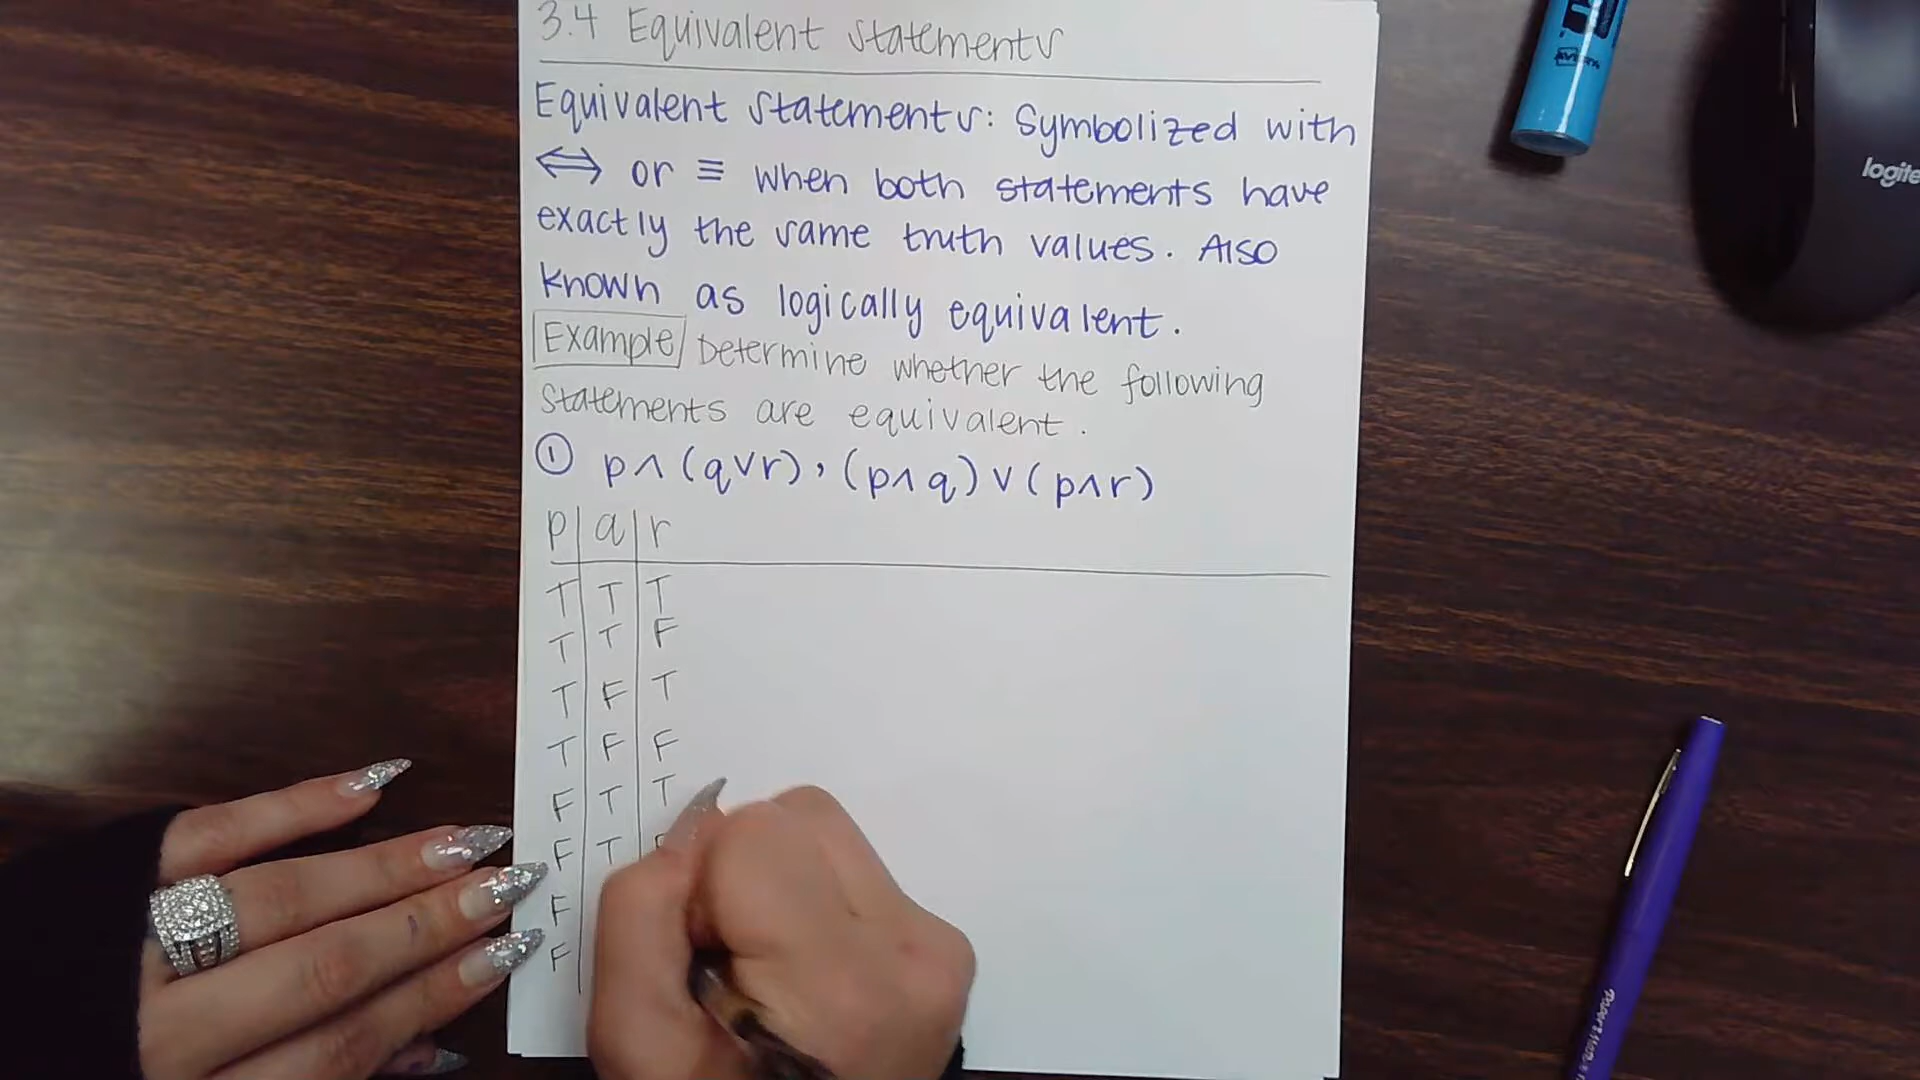 3.4 Equivalent statements
Equivalent statements: Symbolized with
⟺ or ≡ when both statements have
exactly the same truth values. Also
known as logically equivalent.
Example Determine whether the following
statements are equivalent.
① p∧(q∨r), (p∧q)∨(p∧r)
p q r
T T T
T T F
T F T
T F F
F T T
F T F
F
F